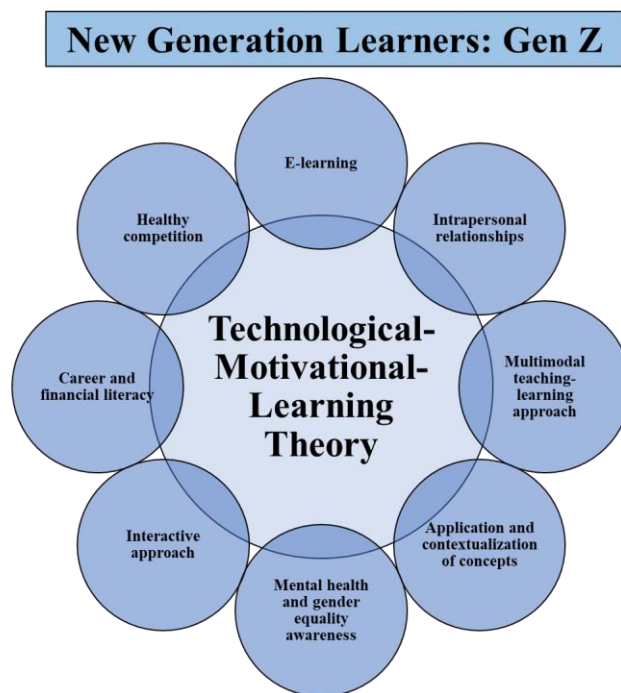 New Generation Learners: Gen Z
E-learning
Healthy
competition
Intrapersonal
relationships
Technological-
Motivational-
Learning
Theory
Career and
financial literacy
Multimodal
teaching-
learning
approach
Interactive
approach
Application and
contextualization
of concepts
Mental health
and gender
equality
awareness